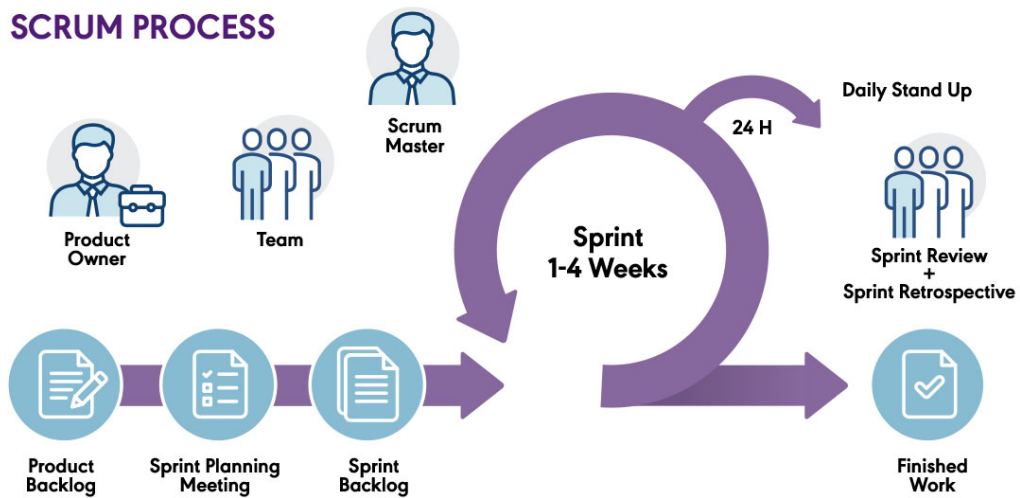 SCRUM PROCESS
Scrum
Master
Product
Owner
Team
Daily Stand Up
24 H
Sprint
1-4 Weeks
Sprint Review
+
Sprint Retrospective
Product
Backlog
Sprint Planning
Meeting
Sprint
Backlog
Finished
Work